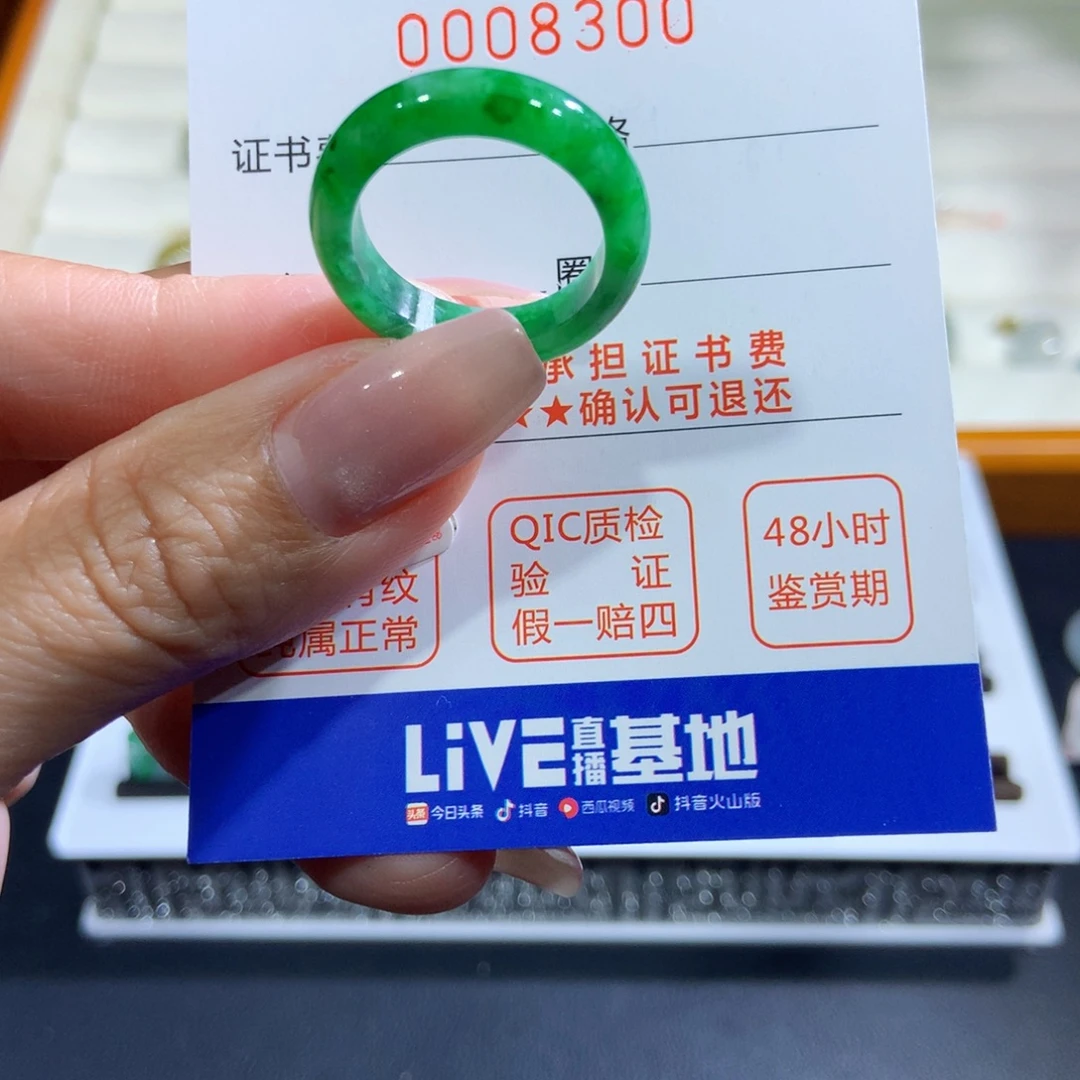 0008300
证书
圈
承担证书费
★★确认可退还
纹
属正常
QIC质检
验 证
假一赔四
48小时
鉴赏期
LiVE直播基地
头条 今日头条 抖音 西瓜视频 抖音火山版